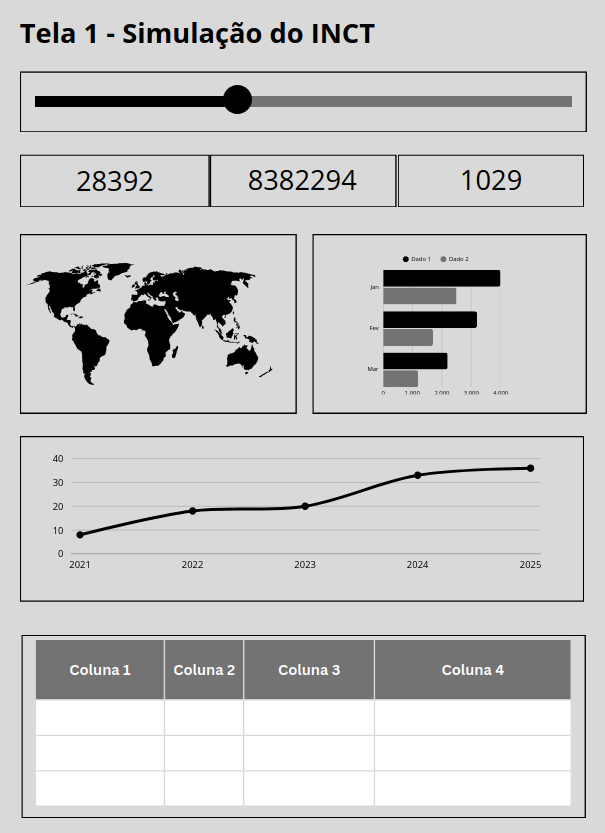 Tela 1 - Simulação do INCT
28392 8382294 1029
Dado 1 Dado 2
Jan
Fev
Mar
0 1.000 2.000 3.000 4.000
40
30
20
10
0
2021 2022 2023 2024 2025
Coluna 1 Coluna 2 Coluna 3 Coluna 4